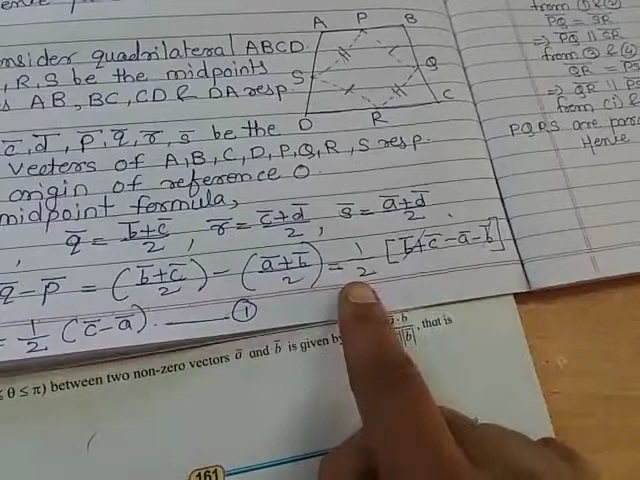 ence pr
nsider quadrilateral ABCD
, R, S be the midpoints
s AB, BC, CD & DA resp
A P B
S Q
D R C
c̄, d̄, p̄, q̄, r̄, s̄ be the
vectors of A, B, C, D, P, Q, R, S resp.
origin of reference O.
midpoint formula,
, q̄ = (b̄+c̄)/2 , r̄ = (c̄+d̄)/2 , s̄ = (ā+d̄)/2 .
q̄ - p̄ = ((b̄+c̄)/2) - ((ā+b̄)/2) = 1/2 [b̄+c̄-ā-b̄]
= 1/2 (c̄-ā). —— ①
from ① & ②
PQ = SR
⇒ PQ || SR
from ③ & ④
QR = PS
⇒ QR || PS
from (i) &
PQRS are para
Hence
≤ θ ≤ π) between two non-zero vectors ā and b̄ is given by ā·b̄ |b̄| , that is
161